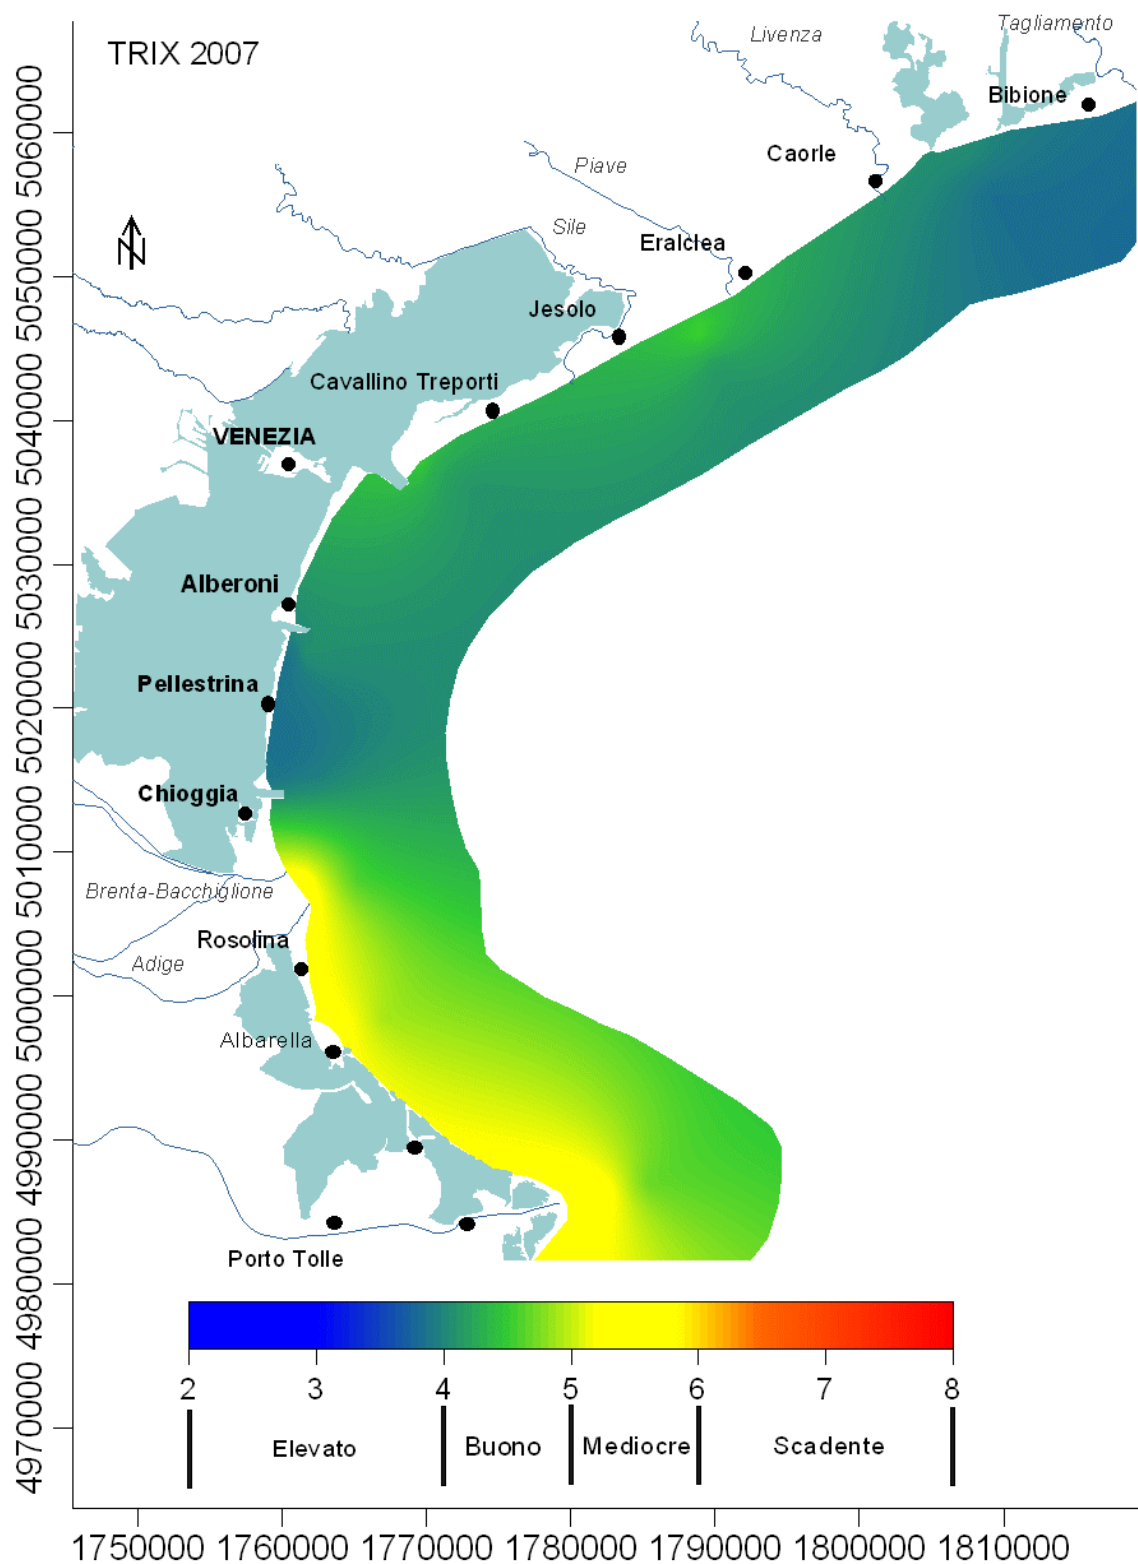 TRIX 2007
Tagliamento
Livenza
Bibione
Caorle
Piave
Sile
Eralclea
N
Jesolo
Cavallino Treporti
VENEZIA
Alberoni
Pellestrina
Chioggia
Brenta-Bacchiglione
Rosolina
Adige
Albarella
Porto Tolle
5060000
5050000
5040000
5030000
5020000
5010000
5000000
4990000
4980000
4970000
2 3 4 5 6 7 8
Elevato Buono Mediocre Scadente
1750000 1760000 1770000 1780000 1790000 1800000 1810000